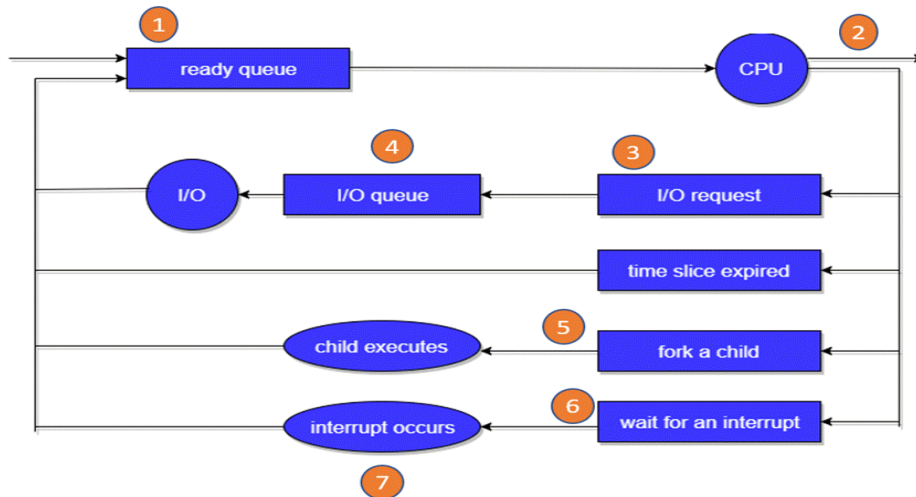 1
2
ready queue
CPU
4
3
I/O
I/O queue
I/O request
time slice expired
5
child executes
fork a child
6
interrupt occurs
wait for an interrupt
7